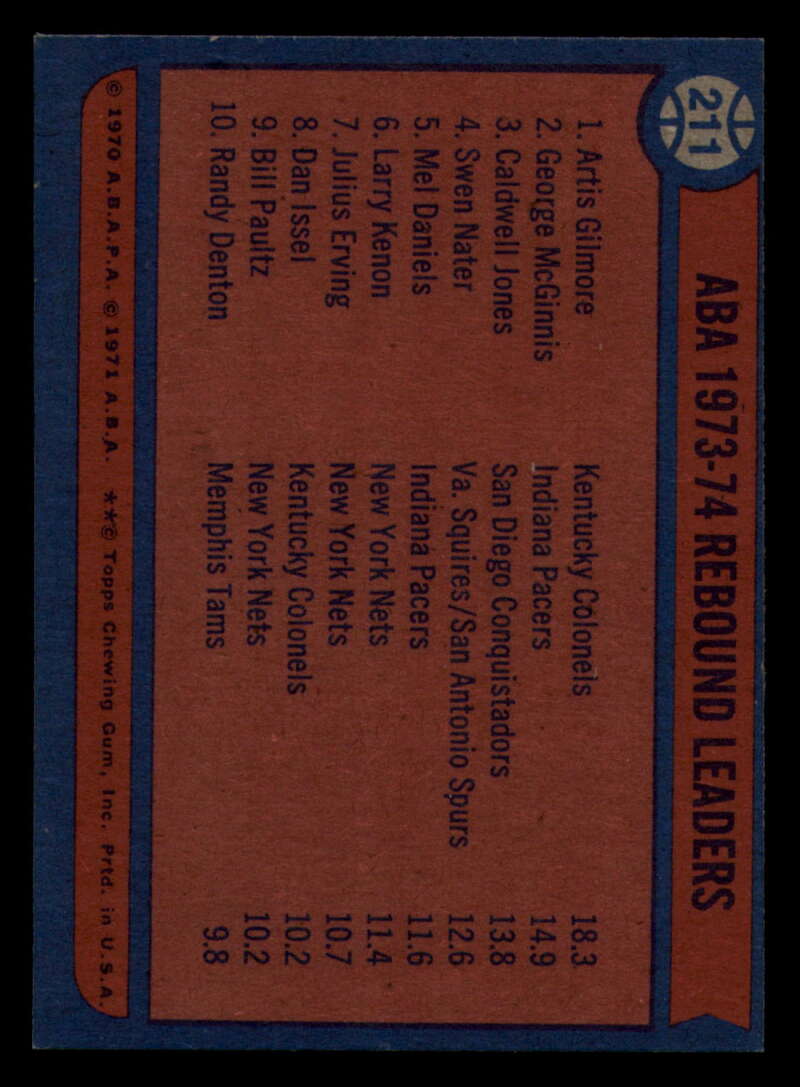 211
ABA 1973-74 REBOUND LEADERS
1. Artis Gilmore Kentucky Colonels 18.3
2. George McGinnis Indiana Pacers 14.9
3. Caldwell Jones San Diego Conquistadors 13.8
4. Swen Nater Va. Squires/San Antonio Spurs 12.6
5. Mel Daniels Indiana Pacers 11.6
6. Larry Kenon New York Nets 11.4
7. Julius Erving New York Nets 10.7
8. Dan Issel Kentucky Colonels 10.2
9. Bill Paultz New York Nets 10.2
10. Randy Denton Memphis Tams 9.8
© 1970 A.B.A.P.A. © 1971 A.B.A. **© Topps Chewing Gum, Inc. Prtd. in U.S.A.